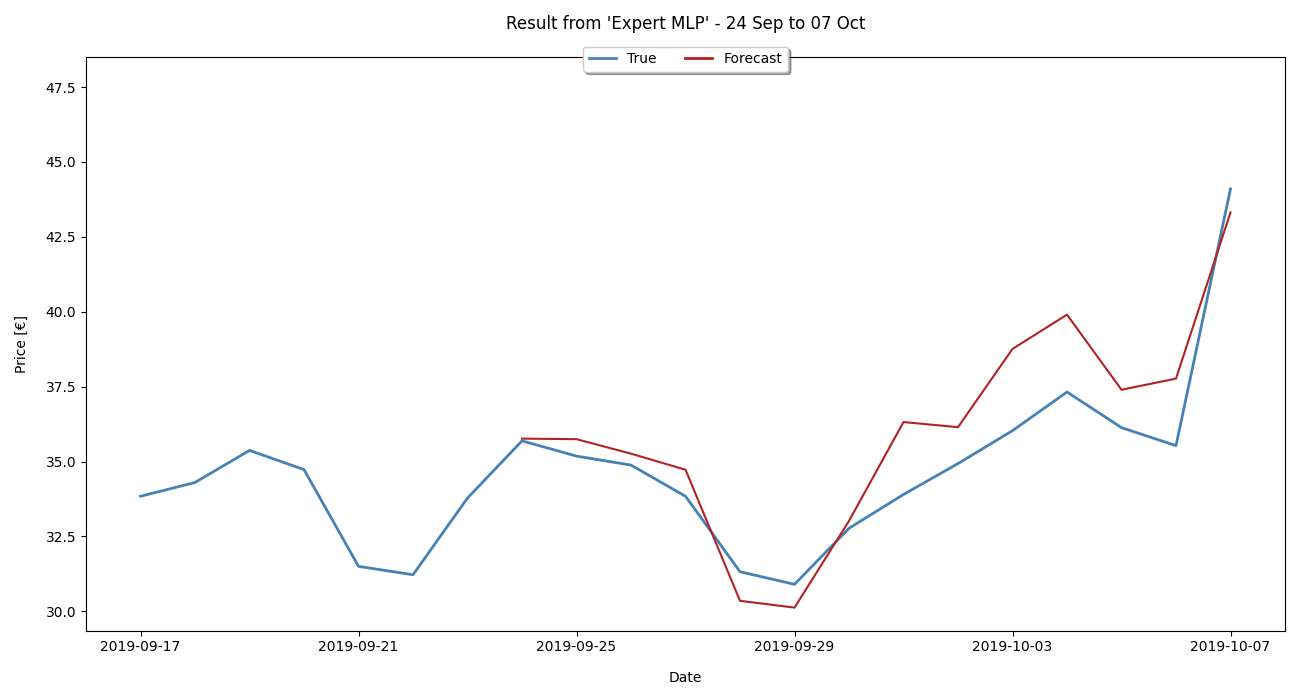 Result from 'Expert MLP' - 24 Sep to 07 Oct
True Forecast
47.5
45.0
42.5
40.0
37.5
35.0
32.5
30.0
Price [€]
2019-09-17 2019-09-21 2019-09-25 2019-09-29 2019-10-03 2019-10-07
Date